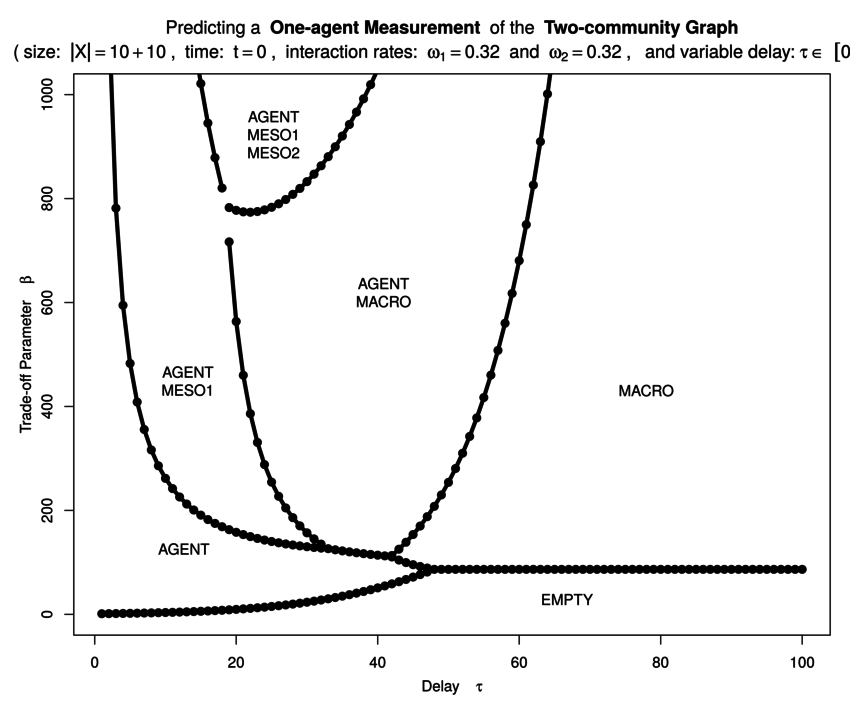 Predicting a One-agent Measurement of the Two-community Graph
( size: |X| = 10 + 10 , time: t = 0 , interaction rates: ω₁ = 0.32 and ω₂ = 0.32 , and variable delay: τ ∈ [0
1000
800
600
400
200
0
Trade-off Parameter β
AGENT
MESO1
MESO2
AGENT
MACRO
AGENT
MESO1
MACRO
AGENT
EMPTY
0 20 40 60 80 100
Delay τ